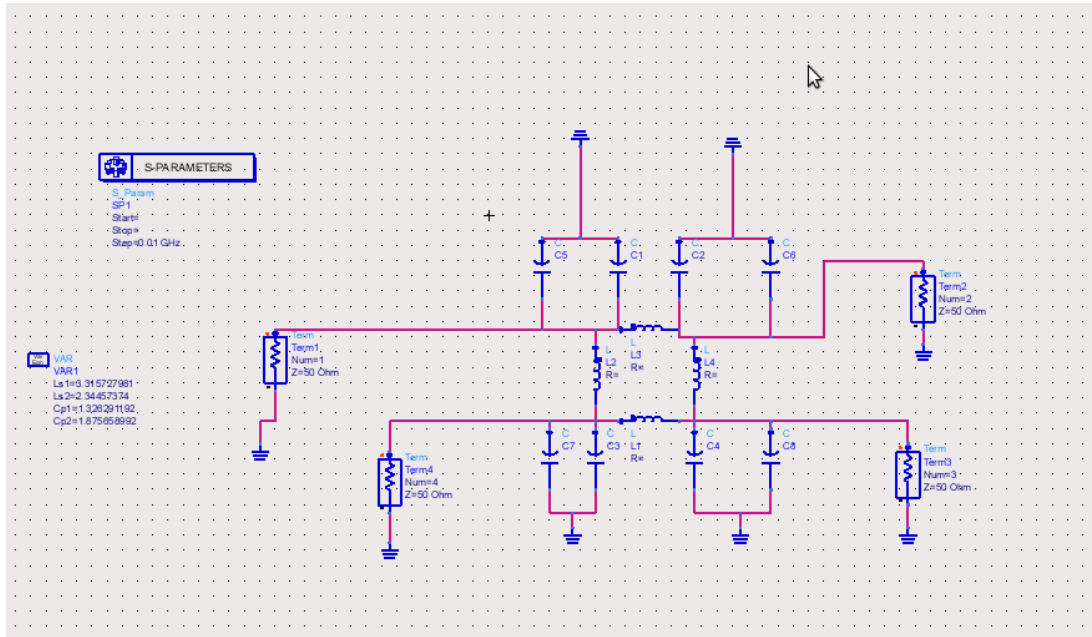 S-PARAMETERS
S_Param
SP1
Start=
Stop=
Step=0.01 GHz
VAR
VAR1
Ls1=3.315727981
Ls2=2.34457374
Cp1=1.326291192
Cp2=1.875658992
Term
Term1
Num=1
Z=50 Ohm
C
C5
C
C1
C
C2
C
C6
Term
Term2
Num=2
Z=50 Ohm
L
L2
R=
L
L3
R=
L
L4
R=
Term
Term4
Num=4
Z=50 Ohm
C
C7
C
C3
L
L1
R=
C
C4
C
C8
Term
Term3
Num=3
Z=50 Ohm